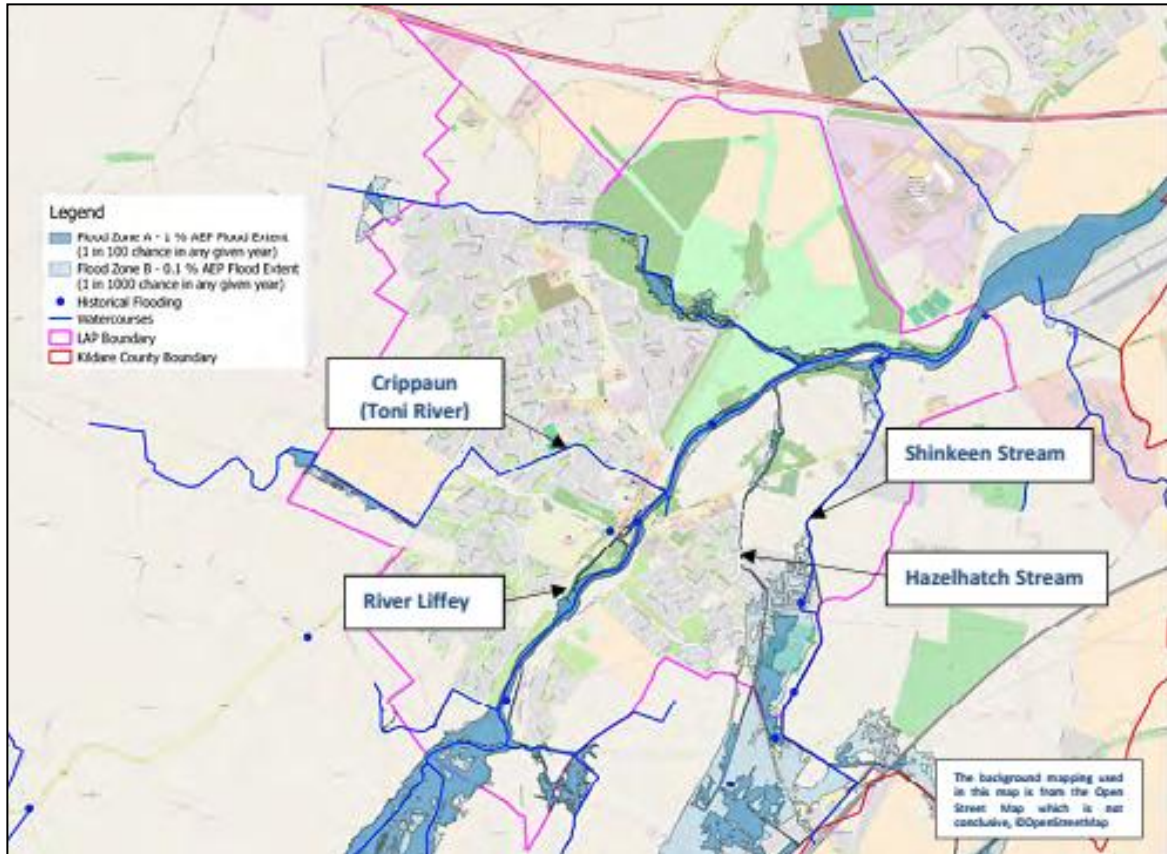 Legend
Flood Zone A - 1 % AEP Flood Extent
(1 in 100 chance in any given year)
Flood Zone B - 0.1 % AEP Flood Extent
(1 in 1000 chance in any given year)
Historical Flooding
Watercourses
LAP Boundary
Kildare County Boundary
Crippaun
(Toni River)
Shinkeen Stream
Hazelhatch Stream
River Liffey
The background mapping used
in this map is from the Open
Street Map which is not
conclusive, ©OpenStreetMap